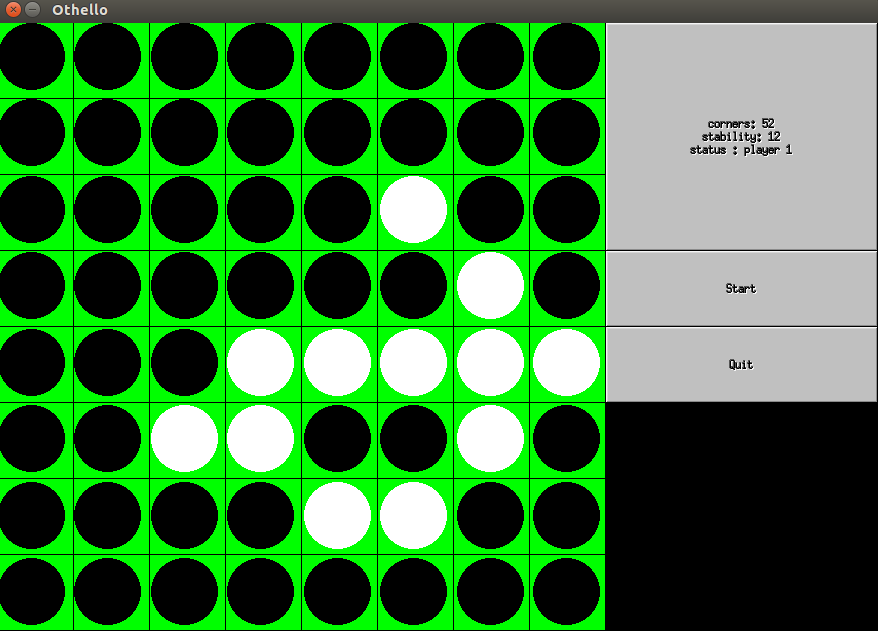 Othello
corners: 52
stability: 12
status : player 1
Start
Quit